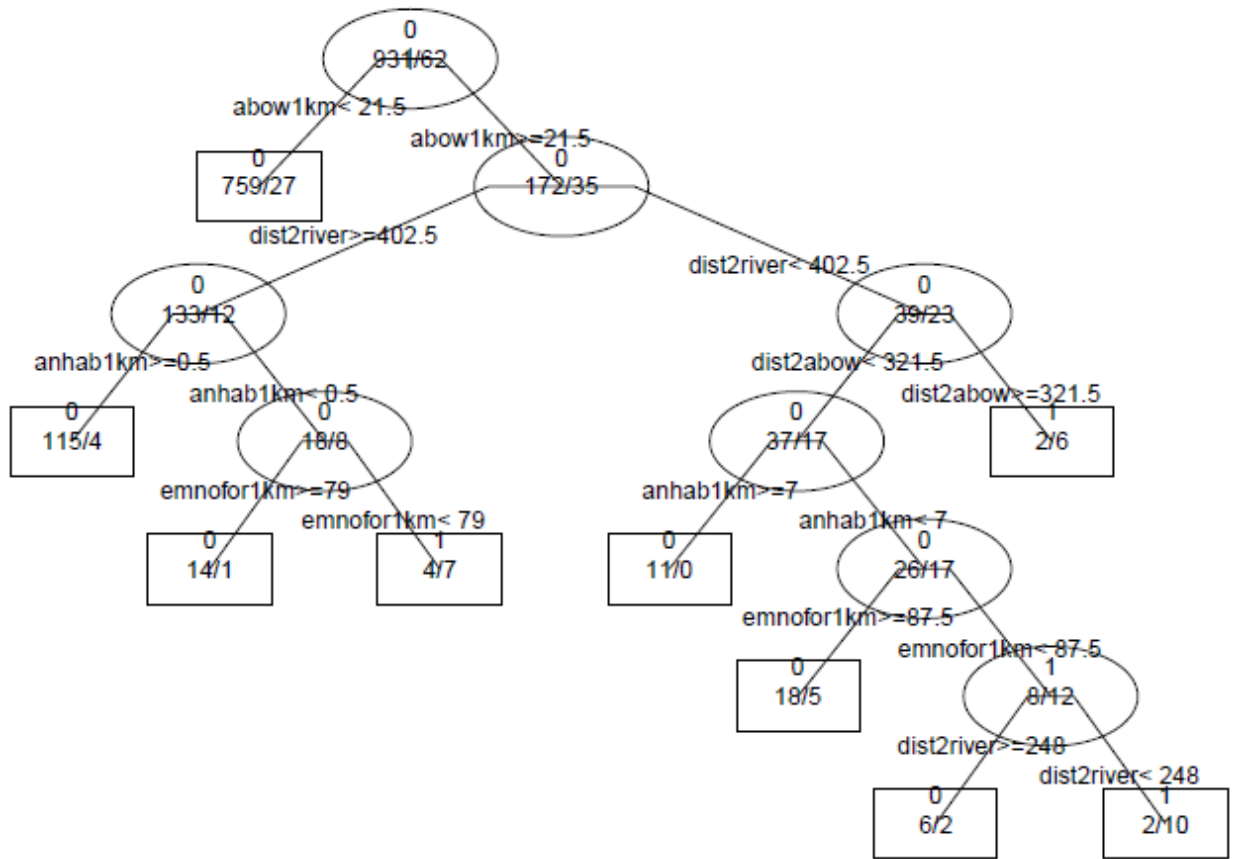 0
931/62
abow1km< 21.5
abow1km>=21.5
0
759/27
0
172/35
dist2river>=402.5
dist2river< 402.5
0
133/12
0
39/23
anhab1km>=0.5
anhab1km< 0.5
dist2abow< 321.5
dist2abow>=321.5
0
115/4
0
18/8
0
37/17
1
2/6
emnofor1km>=79
emnofor1km< 79
anhab1km>=7
anhab1km< 7
0
14/1
1
4/7
0
11/0
0
26/17
emnofor1km>=87.5
emnofor1km< 87.5
0
18/5
1
8/12
dist2river>=248
dist2river< 248
0
6/2
1
2/10